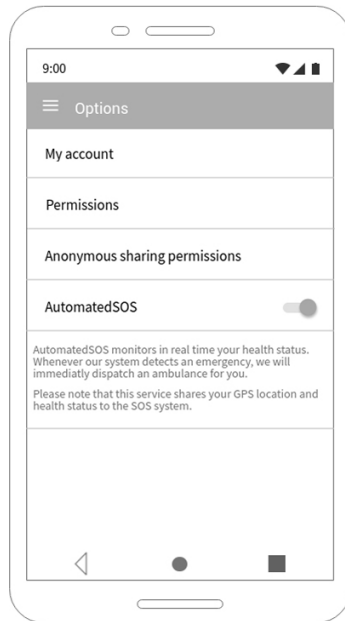 9:00
Options
My account
Permissions
Anonymous sharing permissions
AutomatedSOS
AutomatedSOS monitors in real time your health status.
Whenever our system detects an emergency, we will
immediatly dispatch an ambulance for you.
Please note that this service shares your GPS location and
health status to the SOS system.